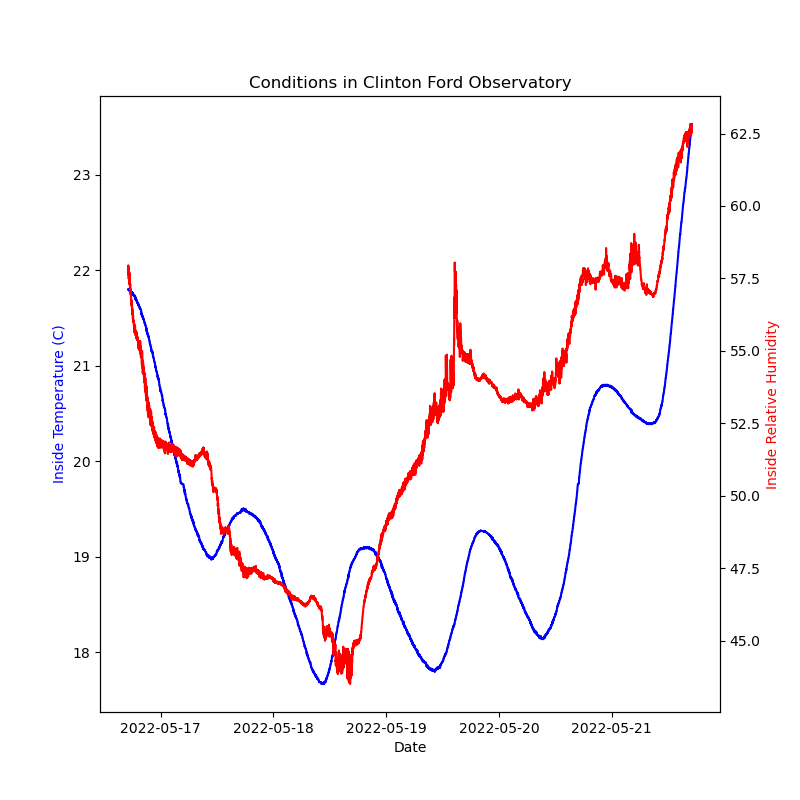 Conditions in Clinton Ford Observatory
Inside Temperature (C)
23
22
21
20
19
18
62.5
60.0
57.5
55.0
52.5
50.0
47.5
45.0
Inside Relative Humidity
2022-05-17 2022-05-18 2022-05-19 2022-05-20 2022-05-21
Date